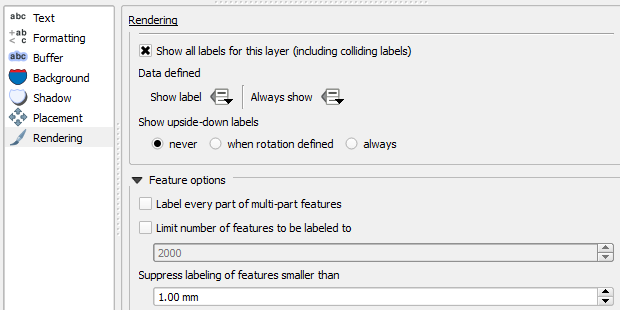 abc Text
+ab < c Formatting
abc Buffer
Background
Shadow
Placement
Rendering
Rendering
Show all labels for this layer (including colliding labels)
Data defined
Show label Always show
Show upside-down labels
never when rotation defined always
Feature options
Label every part of multi-part features
Limit number of features to be labeled to
2000
Suppress labeling of features smaller than
1.00 mm